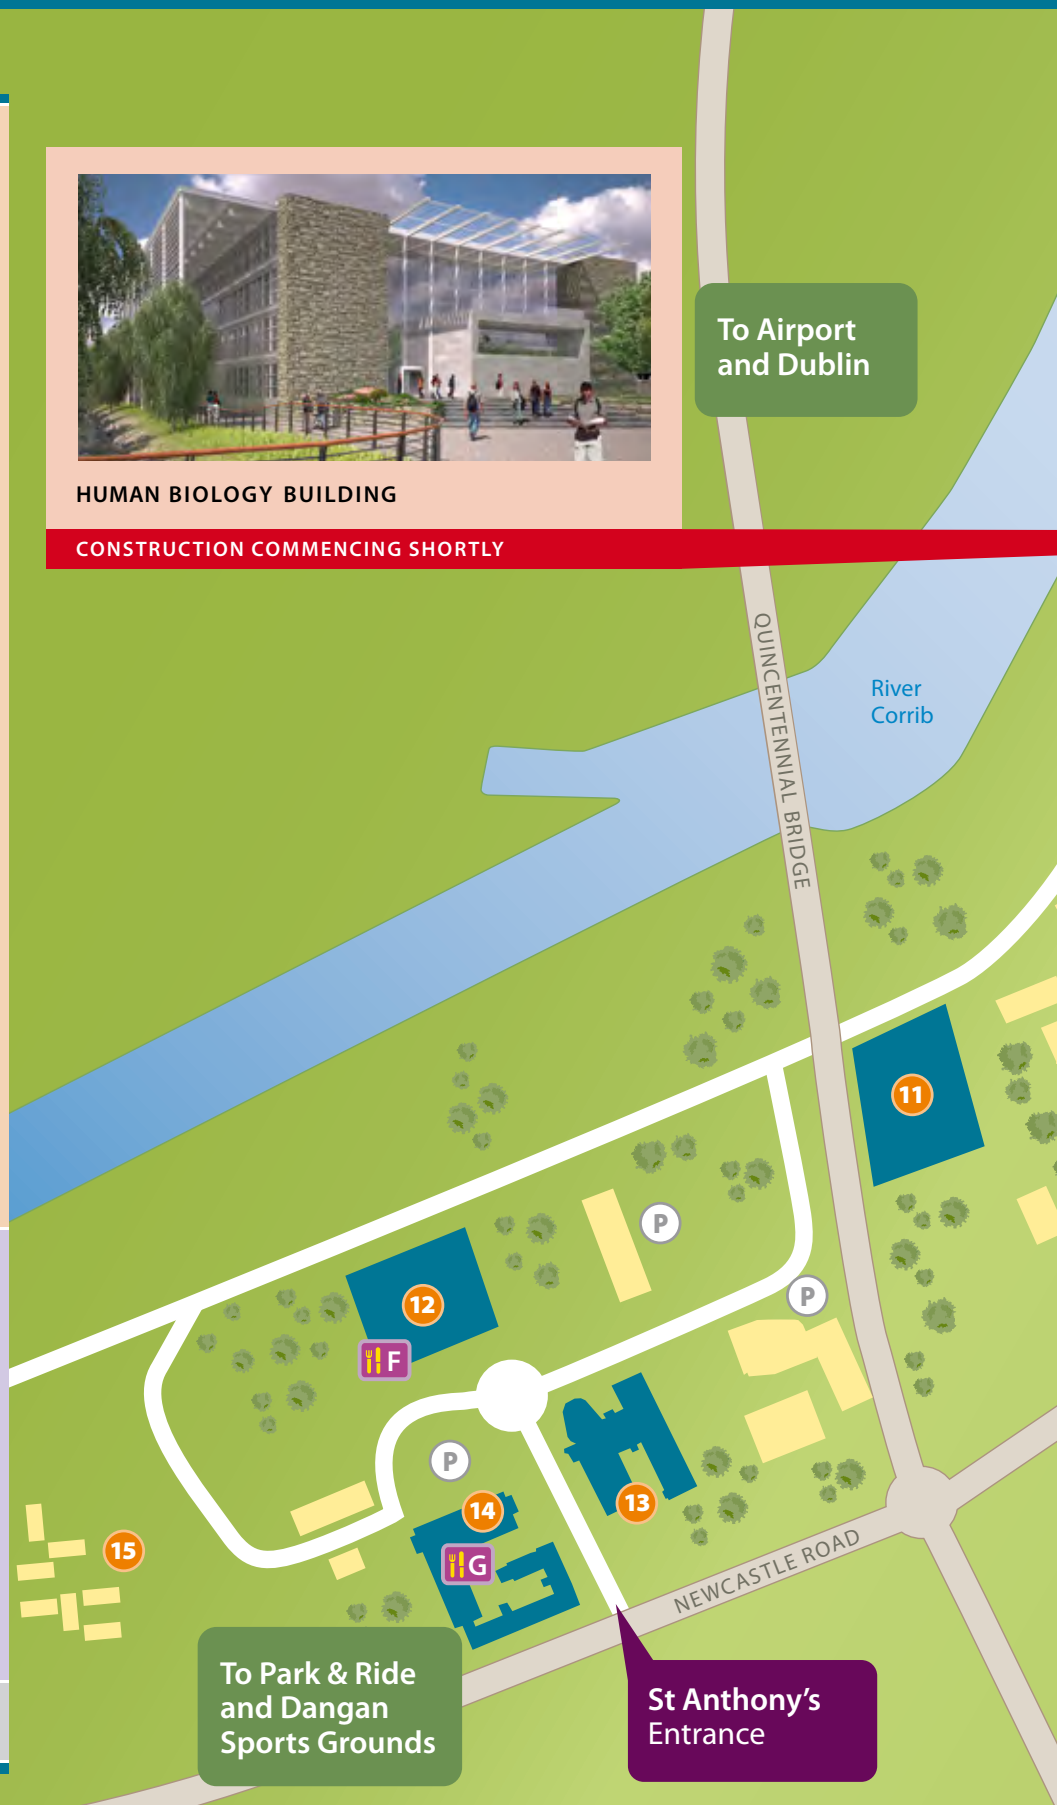 To Airport
and Dublin
HUMAN BIOLOGY BUILDING
CONSTRUCTION COMMENCING SHORTLY
QUINCENTENNIAL BRIDGE
River
Corrib
11
P
12
P
F
P
13
14
15
G
NEWCASTLE ROAD
To Park & Ride
and Dangan
Sports Grounds
St Anthony's
Entrance